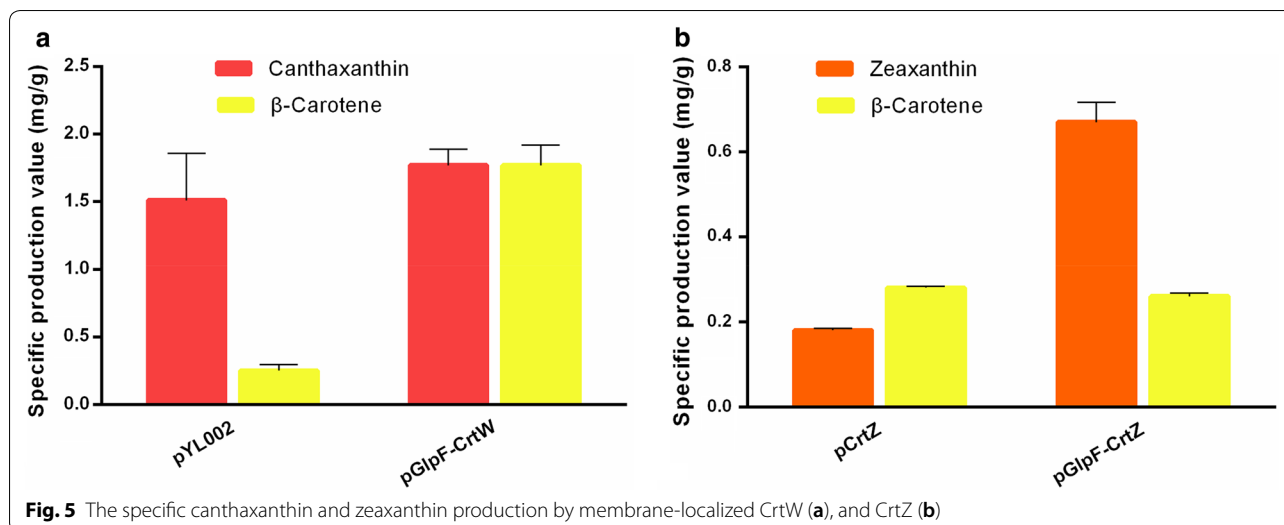 a
Canthaxanthin
β-Carotene
Specific production value (mg/g)
2.5
2.0
1.5
1.0
0.5
0.0
pYL002
pGlpF-CrtW
b
Zeaxanthin
β-Carotene
Specific production value (mg/g)
0.8
0.6
0.4
0.2
0.0
pCrtZ
pGlpF-CrtZ
Fig. 5 The specific canthaxanthin and zeaxanthin production by membrane-localized CrtW (a), and CrtZ (b)